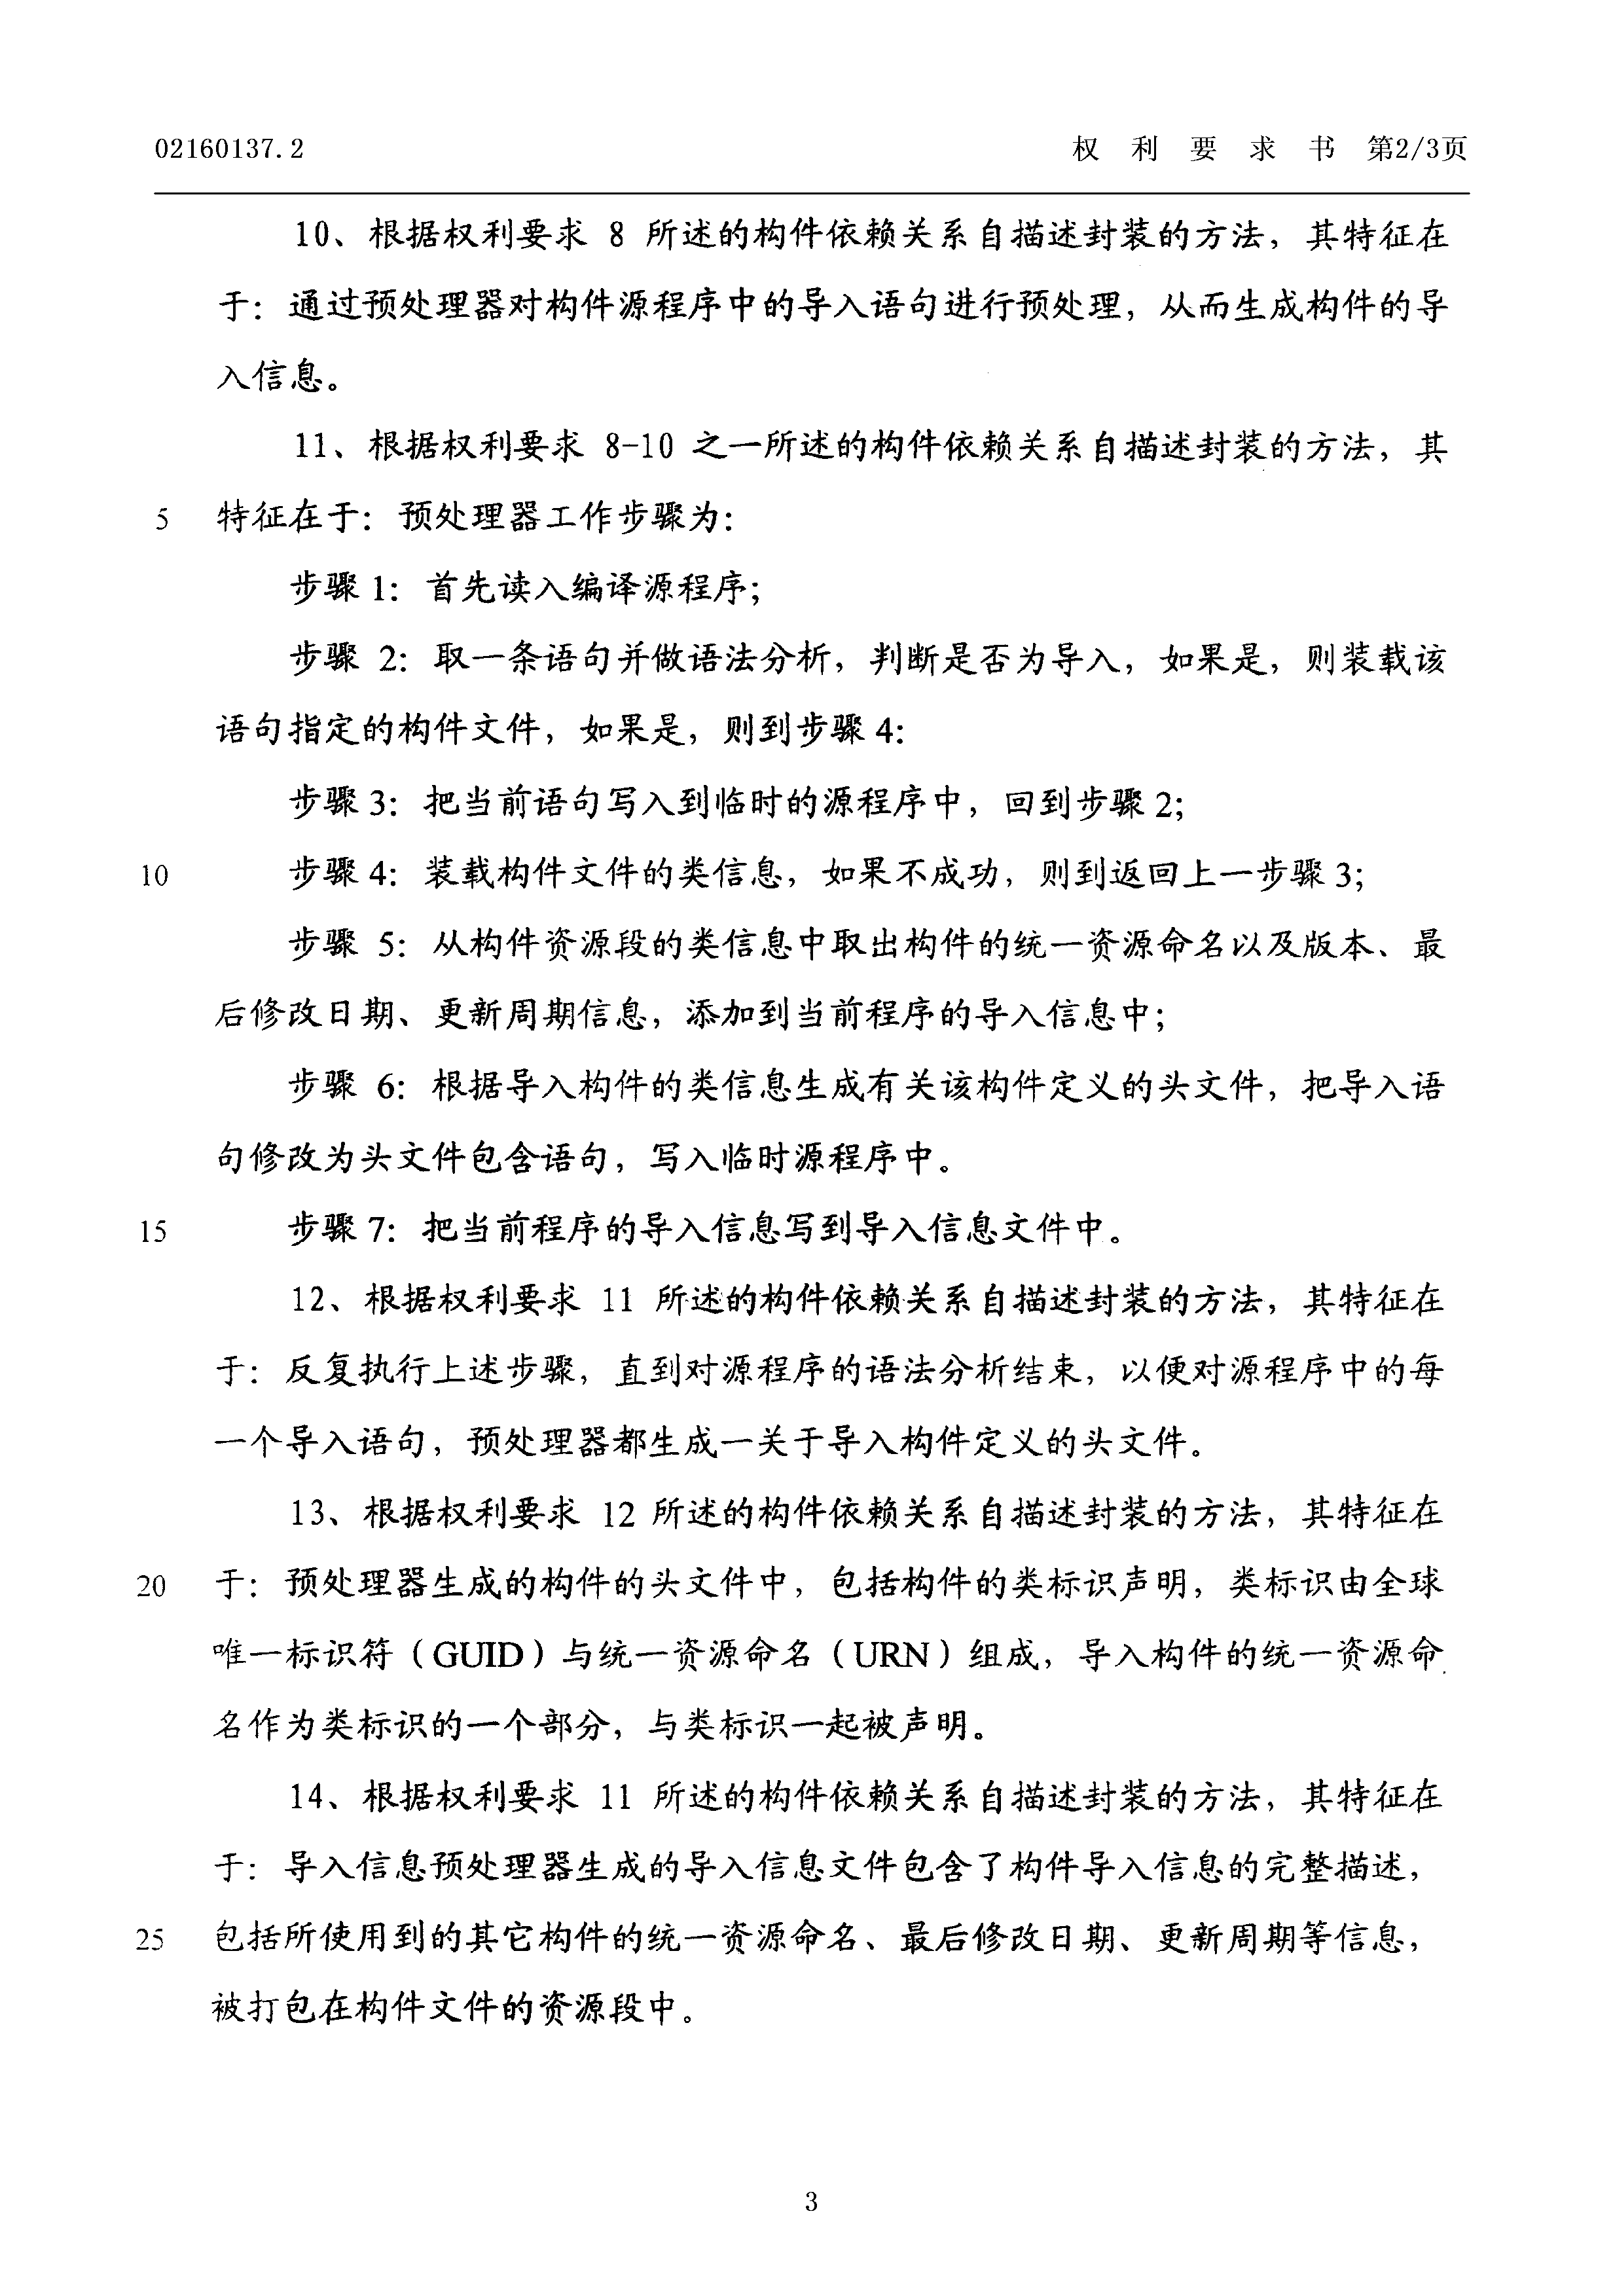 02160137.2 权 利 要 求 书 第2/3页
10、根据权利要求 8 所述的构件依赖关系自描述封装的方法，其特征在
于：通过预处理器对构件源程序中的导入语句进行预处理，从而生成构件的导
入信息。
11、根据权利要求 8-10 之一所述的构件依赖关系自描述封装的方法，其
5 特征在于：预处理器工作步骤为：
步骤 1：首先读入编译源程序；
步骤 2：取一条语句并做语法分析，判断是否为导入，如果是，则装载该
语句指定的构件文件，如果是，则到步骤 4：
步骤 3：把当前语句写入到临时的源程序中，回到步骤 2；
10 步骤 4：装载构件文件的类信息，如果不成功，则到返回上一步骤 3；
步骤 5：从构件资源段的类信息中取出构件的统一资源命名以及版本、最
后修改日期、更新周期信息，添加到当前程序的导入信息中；
步骤 6：根据导入构件的类信息生成有关该构件定义的头文件，把导入语
句修改为头文件包含语句，写入临时源程序中。
15 步骤 7：把当前程序的导入信息写到导入信息文件中。
12、根据权利要求 11 所述的构件依赖关系自描述封装的方法，其特征在
于：反复执行上述步骤，直到对源程序的语法分析结束，以便对源程序中的每
一个导入语句，预处理器都生成一关于导入构件定义的头文件。
13、根据权利要求 12 所述的构件依赖关系自描述封装的方法，其特征在
20 于：预处理器生成的构件的头文件中，包括构件的类标识声明，类标识由全球
唯一标识符（GUID）与统一资源命名（URN）组成，导入构件的统一资源命
名作为类标识的一个部分，与类标识一起被声明。
14、根据权利要求 11 所述的构件依赖关系自描述封装的方法，其特征在
于：导入信息预处理器生成的导入信息文件包含了构件导入信息的完整描述，
25 包括所使用到的其它构件的统一资源命名、最后修改日期、更新周期等信息，
被打包在构件文件的资源段中。
3